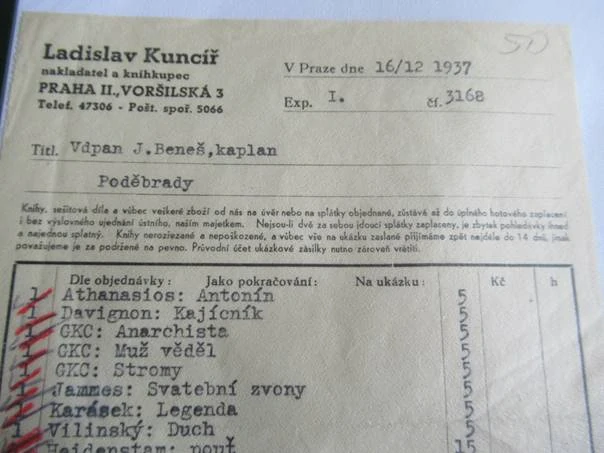 50
Ladislav Kuncíř
nakladatel a knihkupec
PRAHA II., VORŠILSKÁ 3
Telef. 47306 - Pošt. spoř. 5066
V Praze dne 16/12 1937
Exp. I. čf. 3168
Titl. Vdpan J.Beneš,kaplan
Poděbrady
Knihy, sešitová díla a vůbec veškeré zboží od nás na úvěr nebo na splátky objednané, zůstává až do úplného hotového zaplacení
i bez výslovného ujednání ústního, naším majetkem. Nejsou-li dvě za sebou jdoucí splátky zaplaceny, je zbytek pohledávky ihned
a najednou splatný. Knihy nerozřezané a nepoškozené, a vůbec vše na ukázku zaslané přijímáme zpět nejdéle do 14 dnů, jinak
považujeme je za podržené na pevno. Průvodní účet ukázkové zásilky nutno zároveň vrátiti.
Dle objednávky: Jako pokračování: Na ukázku: Kč h
1 Athanasios: Antonín 5
1 Davignon: Kajícník 5
1 GKC: Anarchista 5
1 GKC: Muž věděl 5
1 GKC: Stromy 5
1 Jammes: Svatební zvony 5
1 Karásek: Legenda 5
1 Vilinský: Duch 5
Heidenstam: pouť 15